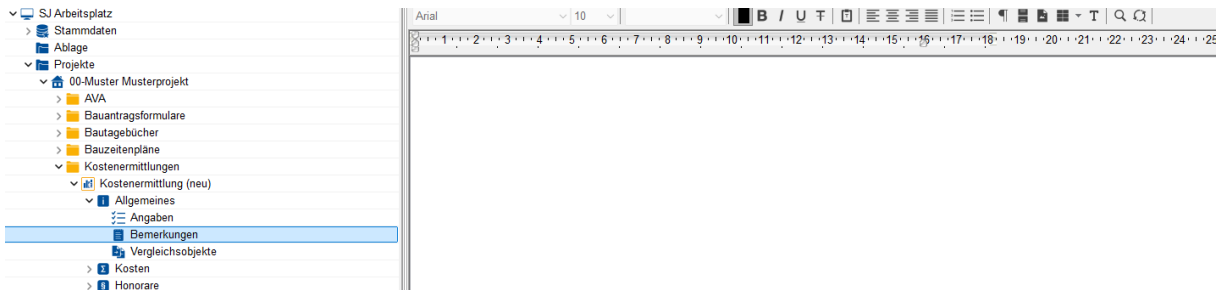 SJ Arbeitsplatz
Stammdaten
Ablage
Projekte
00-Muster Musterprojekt
AVA
Bauantragsformulare
Bautagebücher
Bauzeitenpläne
Kostenermittlungen
Kostenermittlung (neu)
Allgemeines
Angaben
Bemerkungen
Vergleichsobjekte
Kosten
Honorare
Arial 10 B I U T T
1 2 3 4 5 6 7 8 9 10 11 12 13 14 15 16 17 18 19 20 21 22 23 24 25